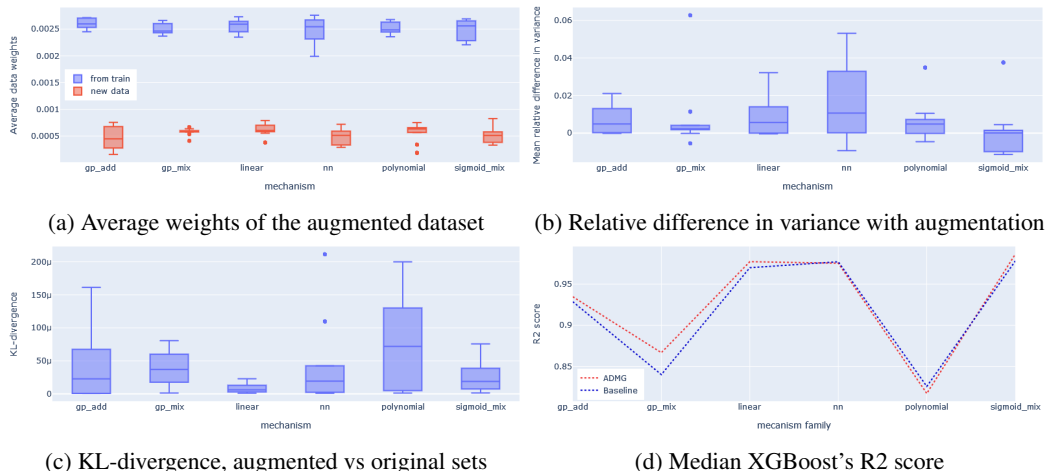 0.0025
0.002
0.0015
0.001
0.0005
Average data weights
from train
new data
gp_add
gp_mix
linear
nn
polynomial
sigmoid_mix
mechanism
(a) Average weights of the augmented dataset
0.06
0.04
0.02
0
Mean relative difference in variance
gp_add
gp_mix
linear
nn
polynomial
sigmoid_mix
mechanism
(b) Relative difference in variance with augmentation
200µ
150µ
100µ
50µ
0
KL-divergence
gp_add
gp_mix
linear
nn
polynomial
sigmoid_mix
mechanism
(c) KL-divergence, augmented vs original sets
0.95
0.9
0.85
R2 score
ADMG
Baseline
gp_add
gp_mix
linear
nn
polynomial
sigmoid_mix
mecanism family
(d) Median XGBoost's R2 score